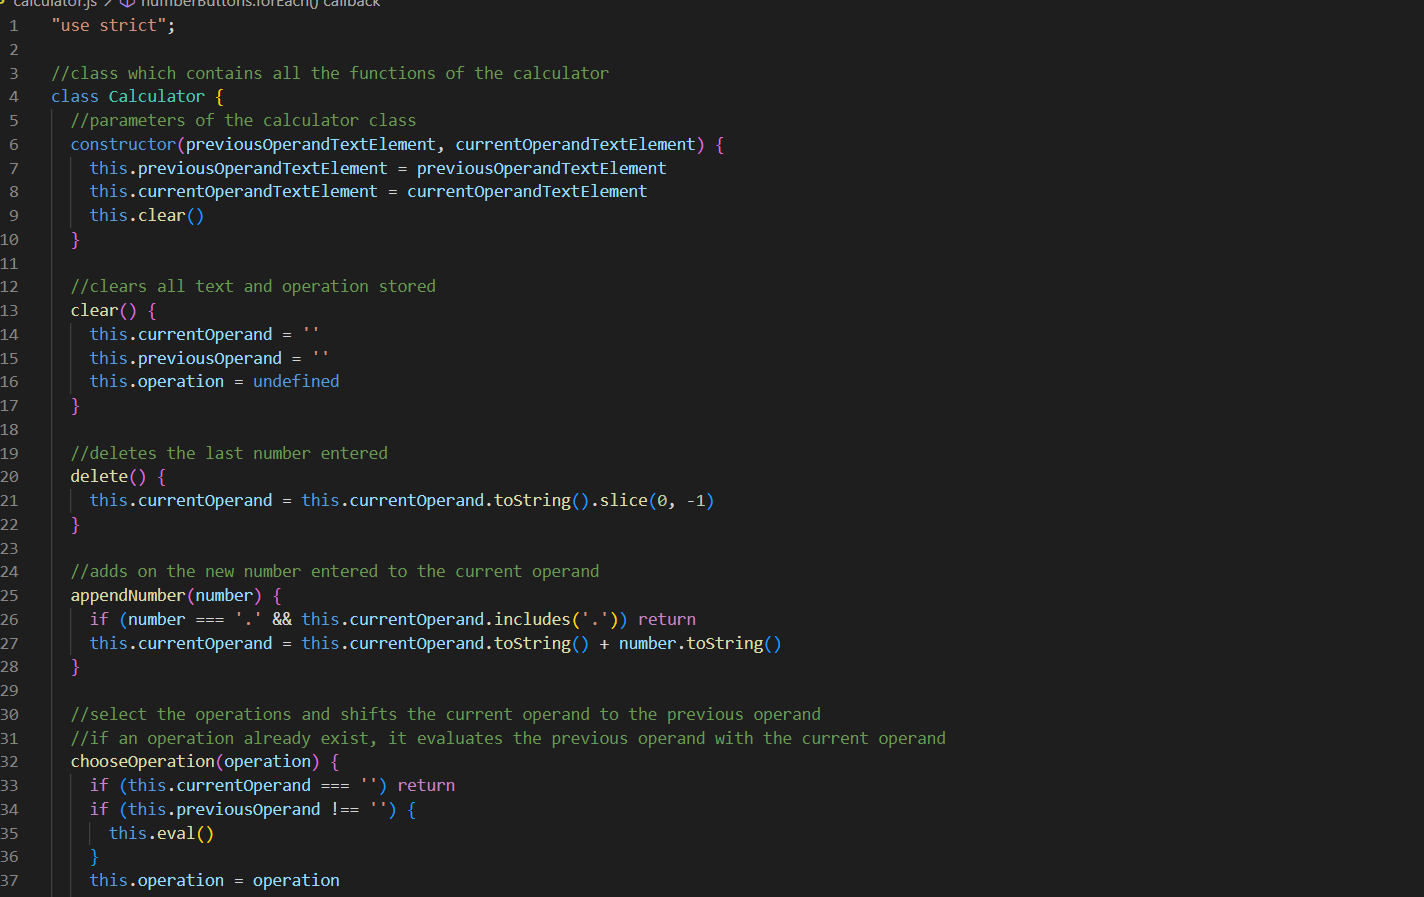 calculator.js > numberButtons.forEach() callback
1 "use strict";
2
3 //class which contains all the functions of the calculator
4 class Calculator {
5 //parameters of the calculator class
6 constructor(previousOperandTextElement, currentOperandTextElement) {
7 this.previousOperandTextElement = previousOperandTextElement
8 this.currentOperandTextElement = currentOperandTextElement
9 this.clear()
10 }
11
12 //clears all text and operation stored
13 clear() {
14 this.currentOperand = ''
15 this.previousOperand = ''
16 this.operation = undefined
17 }
18
19 //deletes the last number entered
20 delete() {
21 this.currentOperand = this.currentOperand.toString().slice(0, -1)
22 }
23
24 //adds on the new number entered to the current operand
25 appendNumber(number) {
26 if (number === '.' && this.currentOperand.includes('.')) return
27 this.currentOperand = this.currentOperand.toString() + number.toString()
28 }
29
30 //select the operations and shifts the current operand to the previous operand
31 //if an operation already exist, it evaluates the previous operand with the current operand
32 chooseOperation(operation) {
33 if (this.currentOperand === '') return
34 if (this.previousOperand !== '') {
35 this.eval()
36 }
37 this.operation = operation